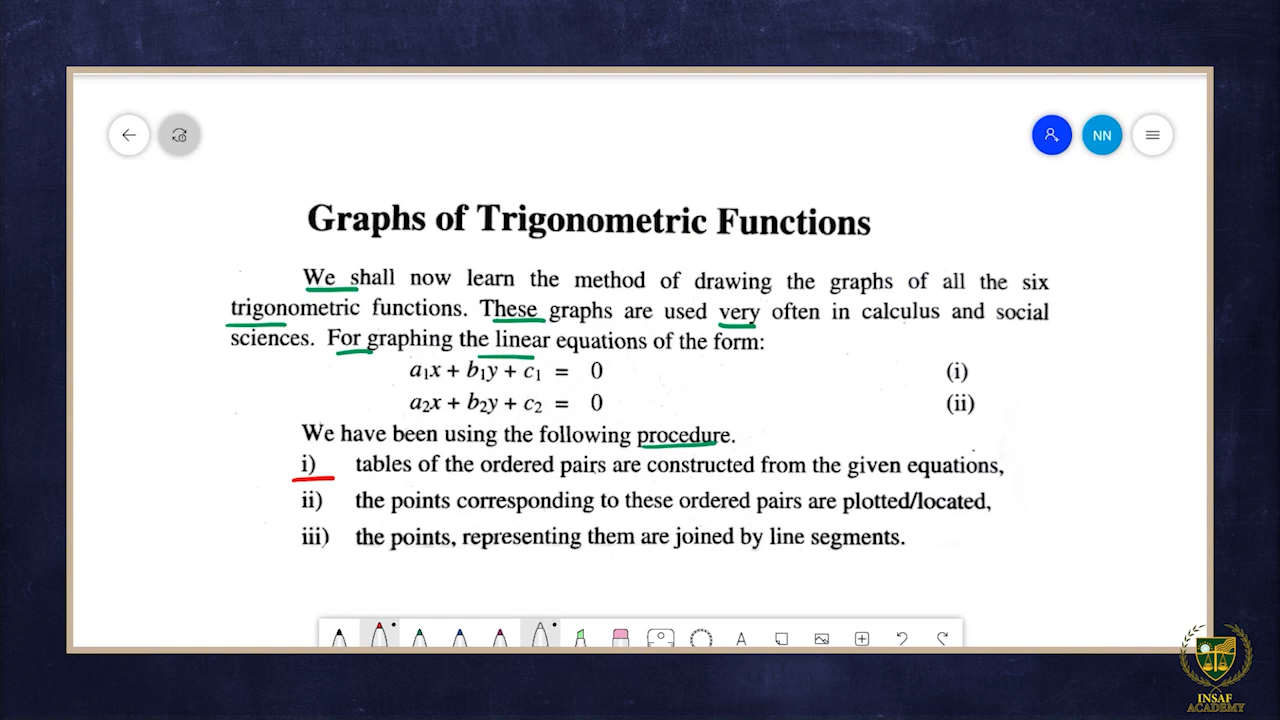 NN
Graphs of Trigonometric Functions
We shall now learn the method of drawing the graphs of all the six
trigonometric functions. These graphs are used very often in calculus and social
sciences. For graphing the linear equations of the form:
a₁x + b₁y + c₁ = 0 (i)
a₂x + b₂y + c₂ = 0 (ii)
We have been using the following procedure.
i) tables of the ordered pairs are constructed from the given equations,
ii) the points corresponding to these ordered pairs are plotted/located,
iii) the points, representing them are joined by line segments.
A
INSAF
ACADEMY